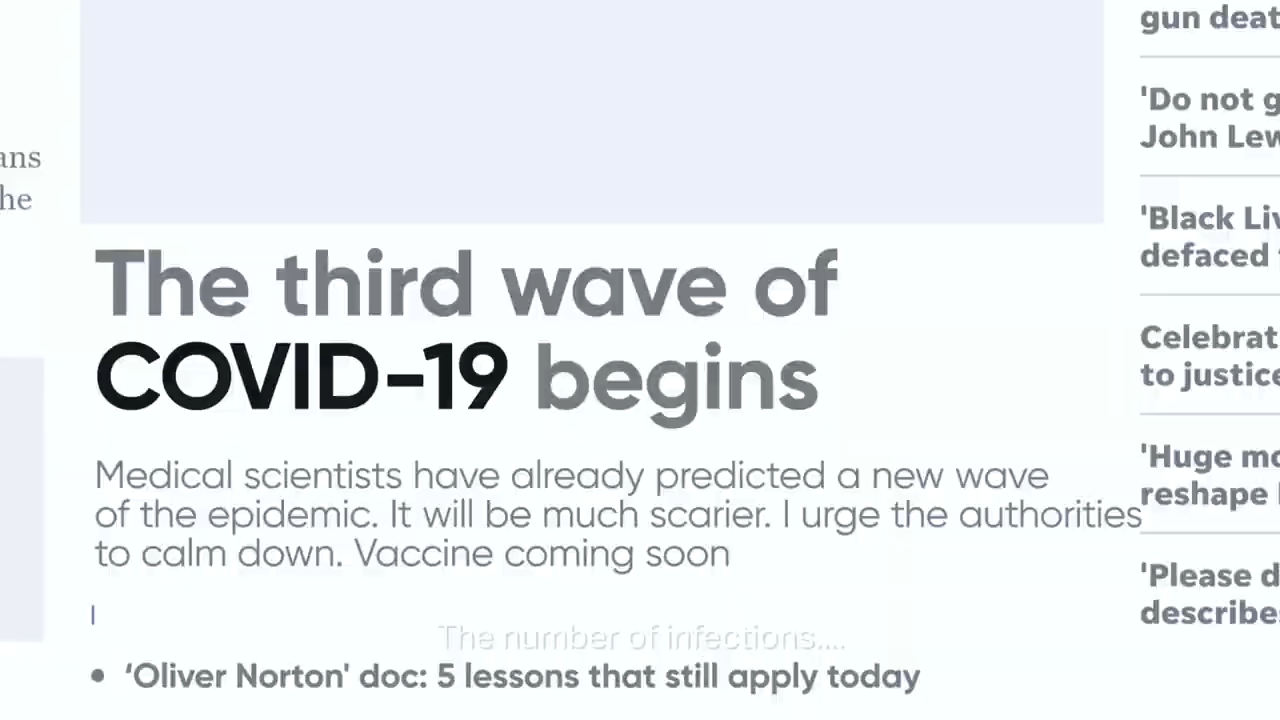 ans
he
The third wave of
COVID-19 begins
Medical scientists have already predicted a new wave
of the epidemic. It will be much scarier. I urge the authorities
to calm down. Vaccine coming soon
The number of infections....
• ‘Oliver Norton' doc: 5 lessons that still apply today
gun deat
'Do not g
John Lew
'Black Liv
defaced
Celebrat
to justice
'Huge mo
reshape
'Please d
describes